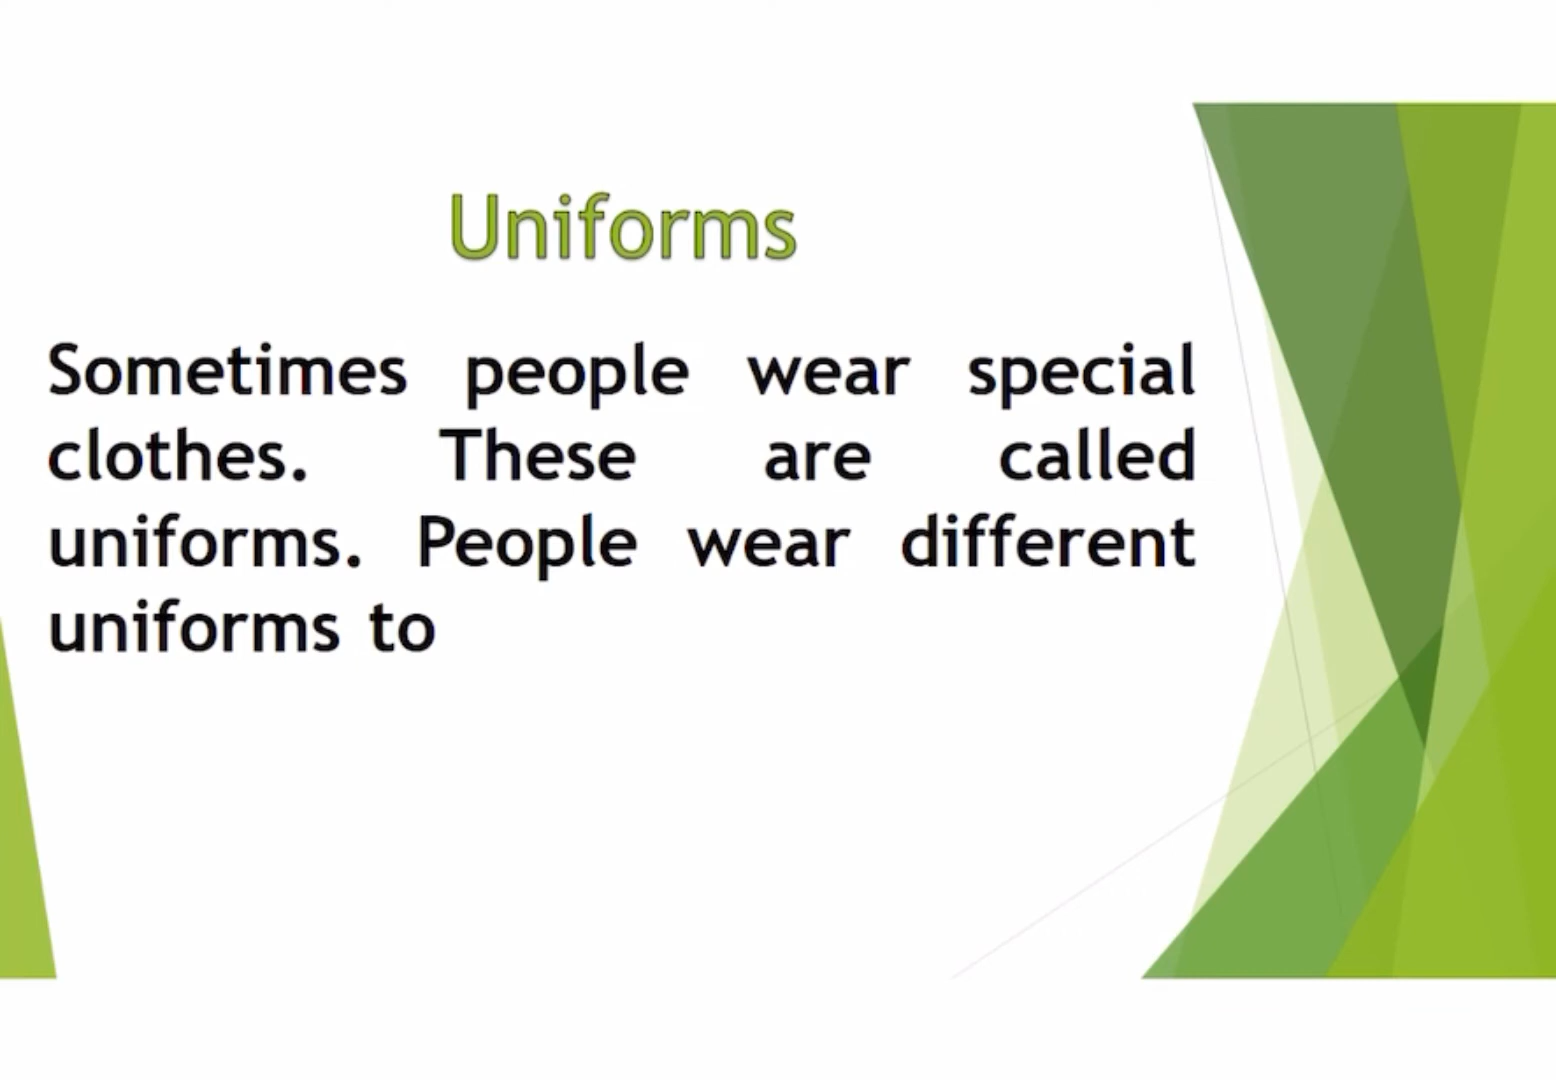 Uniforms
Sometimes people wear special
clothes. These are called
uniforms. People wear different
uniforms to